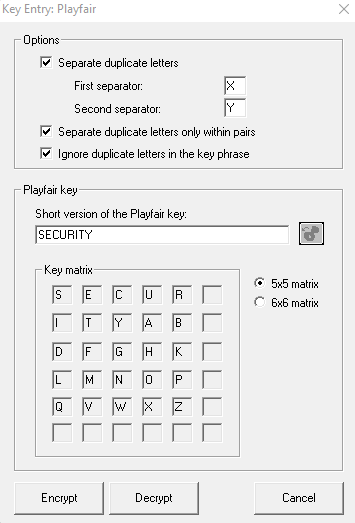 Key Entry: Playfair
Options
Separate duplicate letters
First separator: X
Second separator: Y
Separate duplicate letters only within pairs
Ignore duplicate letters in the key phrase
Playfair key
Short version of the Playfair key:
SECURITY
Key matrix
5x5 matrix
6x6 matrix
S E C U R
I T Y A B
D F G H K
L M N O P
Q V W X Z
Encrypt Decrypt Cancel